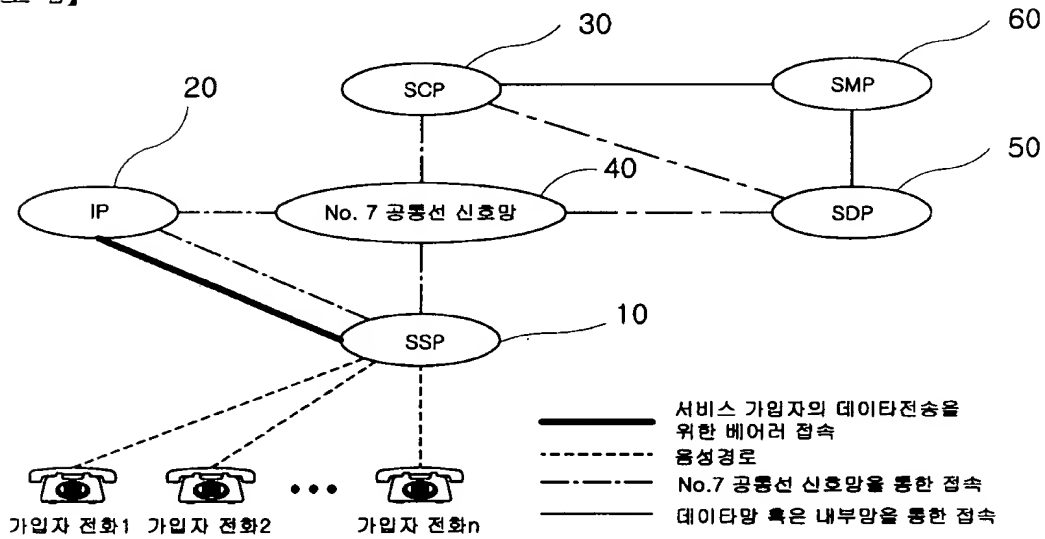 30
60
SCP
SMP
20
40
50
IP
No. 7 공통선 신호망
SDP
10
SSP
서비스 가입자의 데이타전송을
위한 베어러 접속
음성경로
No.7 공통선 신호망을 통한 접속
데이타망 혹은 내부망을 통한 접속
가입자 전화1
가입자 전화2
가입자 전화n